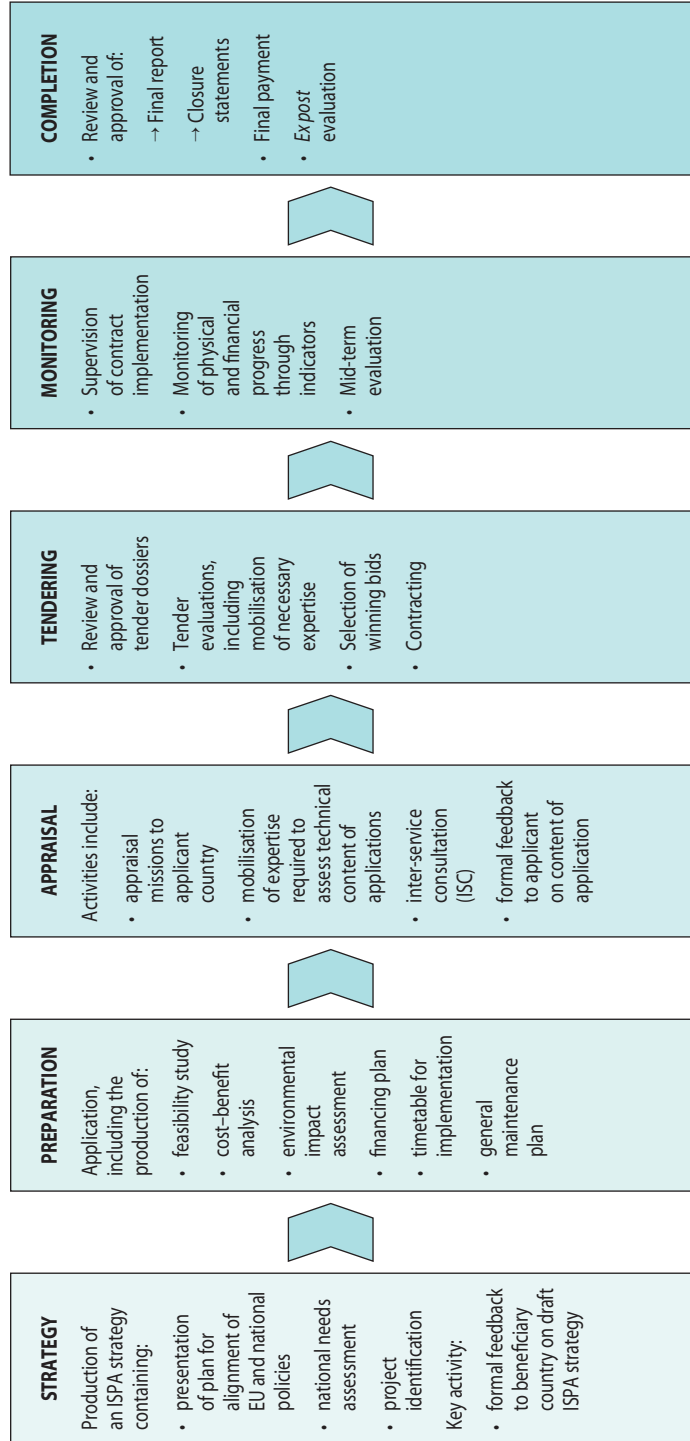 STRATEGY
Production of
an ISPA strategy
containing:
• presentation
of plan for
alignment of
EU and national
policies
• national needs
assessment
• project
identification
Key activity:
• formal feedback
to beneficiary
country on draft
ISPA strategy
PREPARATION
Application,
including the
production of:
• feasibility study
• cost–benefit
analysis
• environmental
impact
assessment
• financing plan
• timetable for
implementation
• general
maintenance
plan
APPRAISAL
Activities include:
• appraisal
missions to
applicant
country
• mobilisation
of expertise
required to
assess technical
content of
applications
• inter-service
consultation
(ISC)
• formal feedback
to applicant
on content of
application
TENDERING
• Review and
approval of
tender dossiers
• Tender
evaluations,
including
mobilisation
of necessary
expertise
• Selection of
winning bids
• Contracting
MONITORING
• Supervision
of contract
implementation
• Monitoring
of physical
and financial
progress
through
indicators
• Mid-term
evaluation
COMPLETION
• Review and
approval of:
→ Final report
→ Closure
statements
• Final payment
• Ex post
evaluation